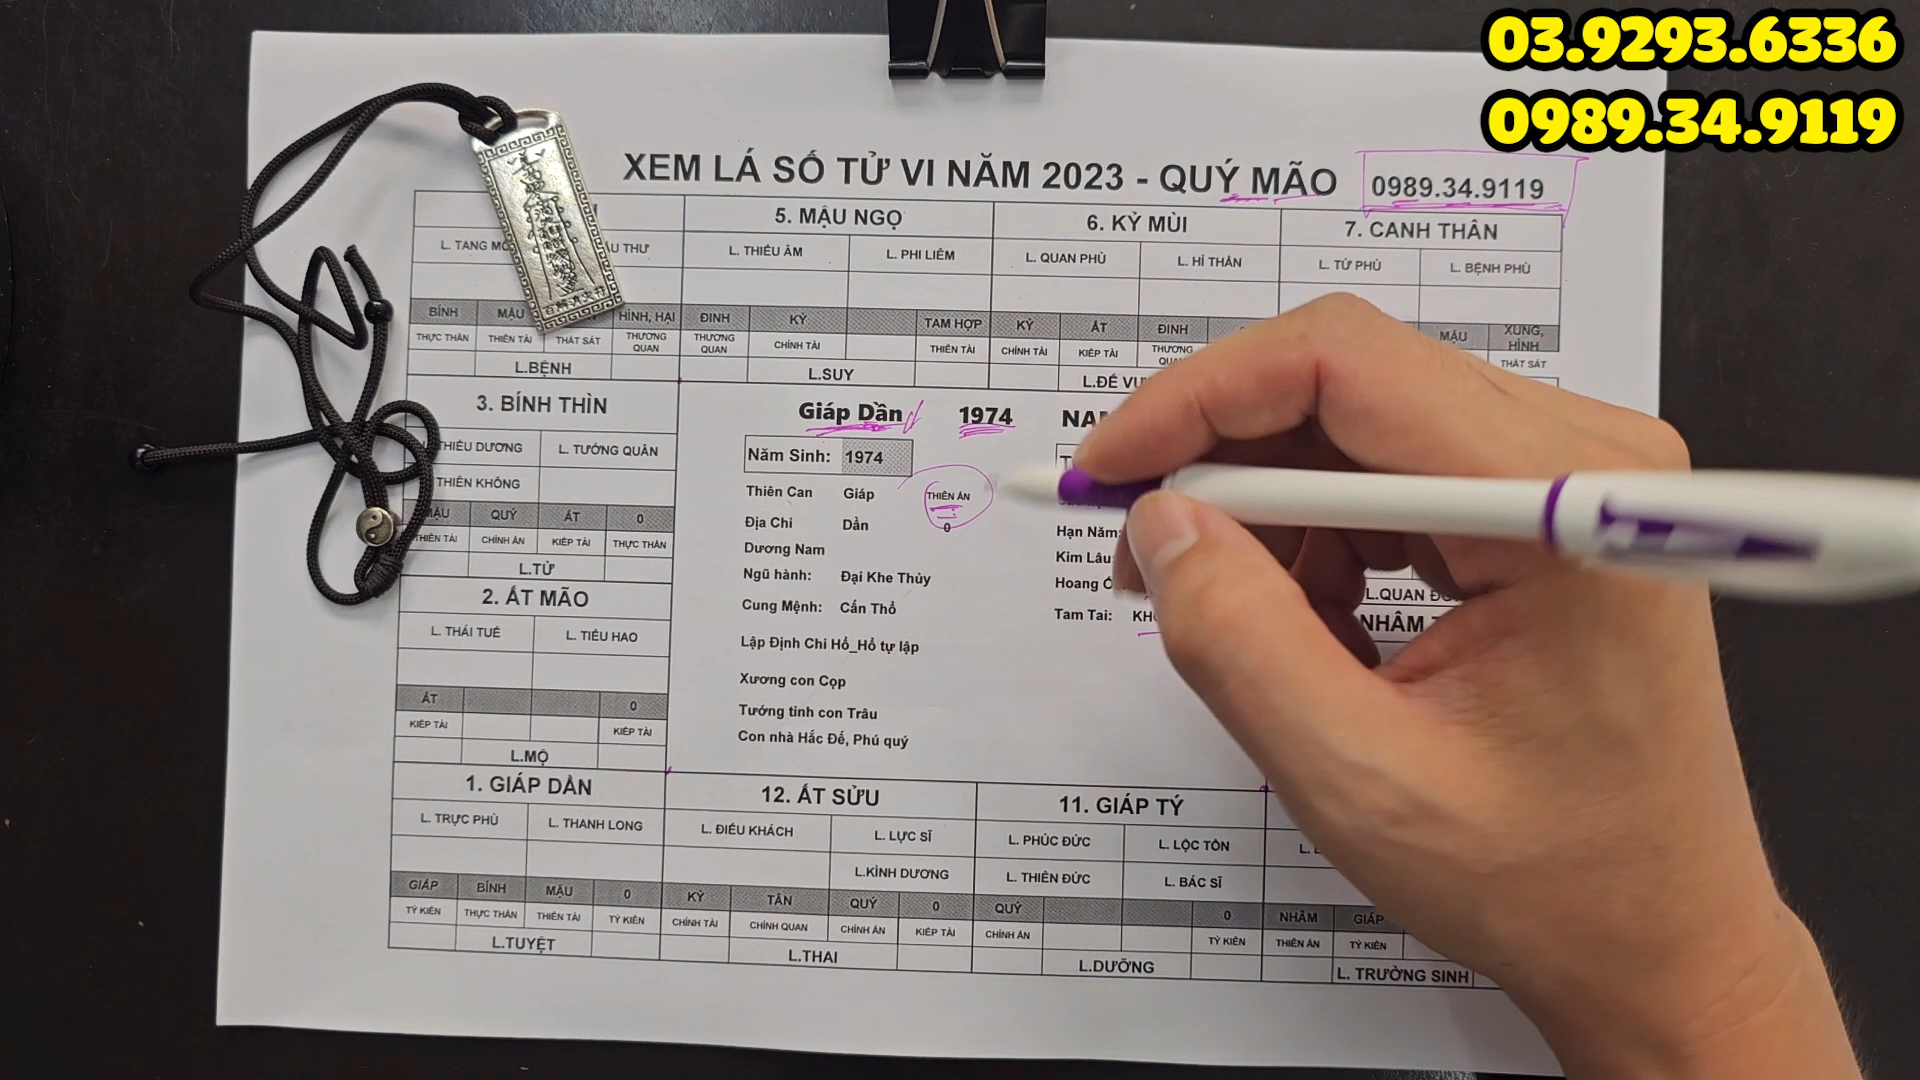 03.9293.6336
0989.34.9119
XEM LÁ SỐ TỬ VI NĂM 2023 - QUÝ MÃO 0989.34.9119
5. MẬU NGỌ 6. KỶ MÙI 7. CANH THÂN
L. TANG THƯ L. THIẾU ÂM L. PHI LIÊM L. QUAN PHÙ L. HỈ THẦN L. TỬ PHÙ L. BỆNH PHÙ
BÍNH MẬU HÌNH, HẠI ĐINH KỶ TAM HỢP KỶ ẤT ĐINH MẬU XUNG, HÌNH
THỰC THẦN THIÊN TÀI THẤT SÁT THƯƠNG QUAN THƯƠNG QUAN CHÍNH TÀI THIÊN TÀI CHÍNH TÀI KIẾP TÀI THƯƠNG THẤT SÁT
L.BỆNH L.SUY L.ĐẾ
3. BÍNH THÌN
THIẾU DƯƠNG L. TƯỚNG QUÂN
THIÊN KHÔNG
MẬU QUÝ ẤT 0
THIÊN TÀI CHÍNH ẤN KIẾP TÀI THỰC THẦN
L.TỬ
2. ẤT MÃO
L. THÁI TUẾ L. TIỂU HAO
ẤT 0
KIẾP TÀI KIẾP TÀI
L.MỘ
Giáp Dần 1974
Năm Sinh: 1974
Thiên Can Giáp THIÊN ẤN
Địa Chi Dần 0 Hạn Năm:
Dương Nam Kim Lâu:
Ngũ hành: Đại Khe Thủy Hoang
Cung Mệnh: Cấn Thổ Tam Tai:
Lập Định Chi Hổ_Hổ tự lập
Xương con Cọp
Tướng tinh con Trâu
Con nhà Hắc Đế, Phú quý
L.QUAN
NHÂM
1. GIÁP DẦN 12. ẤT SỬU 11. GIÁP TÝ
L. TRỰC PHÙ L. THANH LONG L. ĐIẾU KHÁCH L. LỰC SĨ L. PHÚC ĐỨC L. LỘC TỒN
L.KÌNH DƯƠNG L. THIÊN ĐỨC L. BÁC SĨ
GIÁP BÍNH MẬU 0 KỶ TÂN QUÝ 0 QUÝ 0 NHÂM GIÁP
TỶ KIÊN THỰC THẦN THIÊN TÀI TỶ KIÊN CHÍNH TÀI CHÍNH QUAN CHÍNH ẤN KIẾP TÀI CHÍNH ẤN TỶ KIÊN THIÊN ẤN TỶ KIÊN
L.TUYỆT L.THAI L.DƯỠNG L. TRƯỜNG SINH